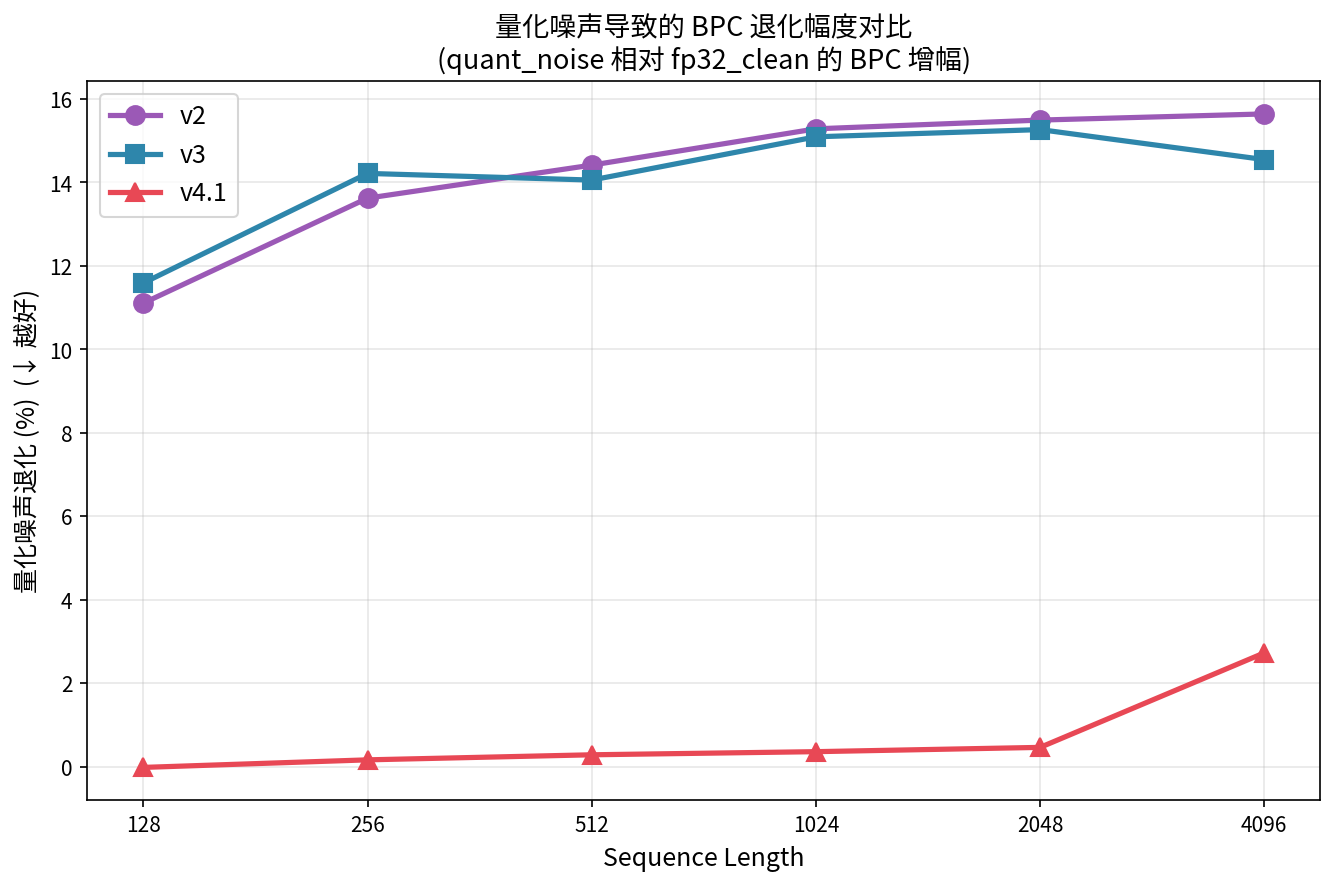 量化噪声导致的 BPC 退化幅度对比
(quant_noise 相对 fp32_clean 的 BPC 增幅)
v2
v3
v4.1
量化噪声退化 (%) (↓ 越好)
16
14
12
10
8
6
4
2
0
128 256 512 1024 2048 4096
Sequence Length